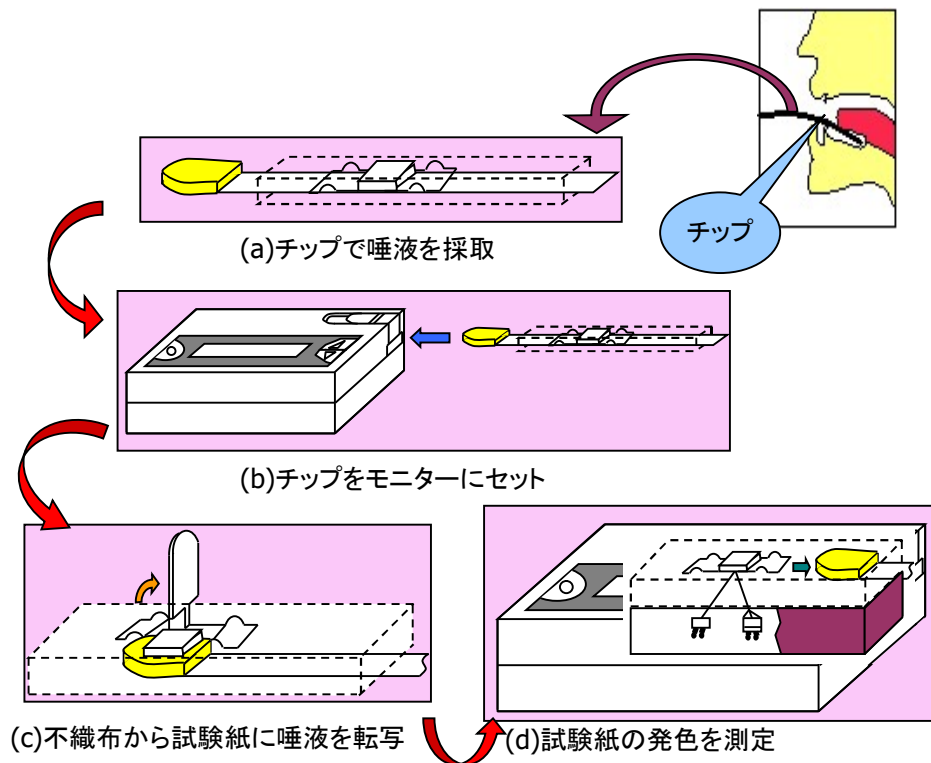 チップ
(a)チップで唾液を採取
(b)チップをモニターにセット
(c)不織布から試験紙に唾液を転写
(d)試験紙の発色を測定